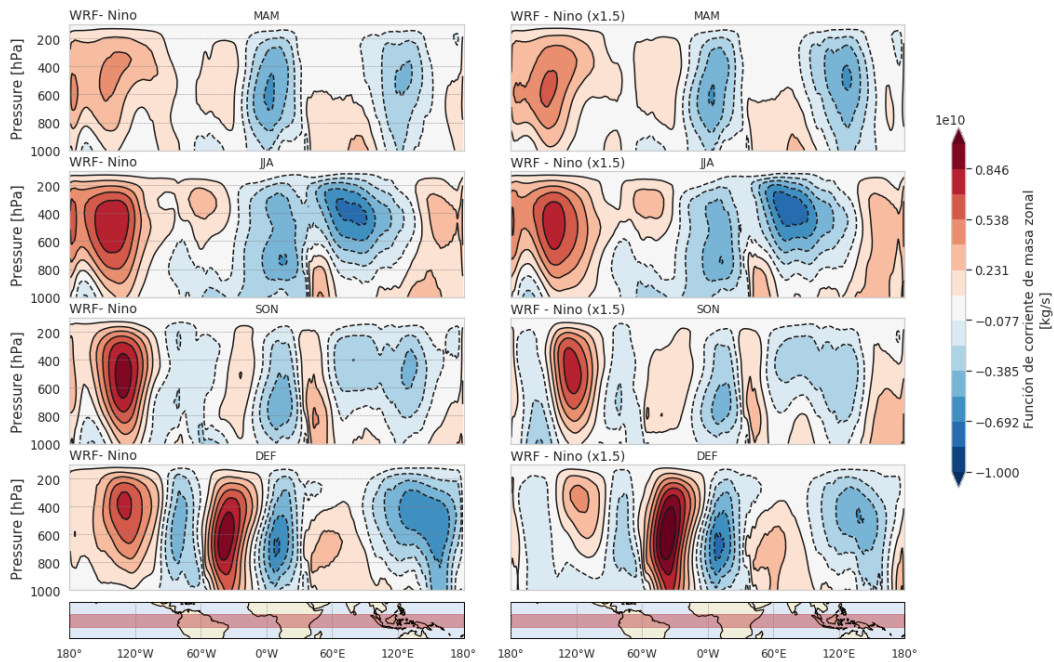 WRF- Nino MAM WRF - Nino (x1.5) MAM
200
400
600
800
1000
Pressure [hPa]
WRF- Nino JJA WRF - Nino (x1.5) JJA
200
400
600
800
1000
Pressure [hPa]
WRF- Nino SON WRF - Nino (x1.5) SON
200
400
600
800
1000
Pressure [hPa]
WRF- Nino DEF WRF - Nino (x1.5) DEF
200
400
600
800
1000
Pressure [hPa]
180° 120°W 60°W 0°W 60°E 120°E 180° 180° 120°W 60°W 0°W 60°E 120°E 180°
1e10
0.846
0.538
0.231
−0.077
−0.385
−0.692
−1.000
Función de corriente de masa zonal
[kg/s]